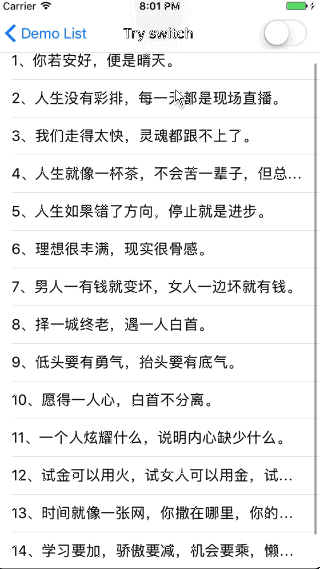 Carrier 8:01 PM
Demo List Try switch
1、你若安好，便是晴天。
2、人生没有彩排，每一天都是现场直播。
3、我们走得太快，灵魂都跟不上了。
4、人生就像一杯茶，不会苦一辈子，但总…
5、人生如果错了方向，停止就是进步。
6、理想很丰满，现实很骨感。
7、男人一有钱就变坏，女人一边坏就有钱。
8、择一城终老，遇一人白首。
9、低头要有勇气，抬头要有底气。
10、愿得一人心，白首不分离。
11、一个人炫耀什么，说明内心缺少什么。
12、试金可以用火，试女人可以用金，试…
13、时间就像一张网，你撒在哪里，你的…
14、学习要加，骄傲要减，机会要乘，懒…